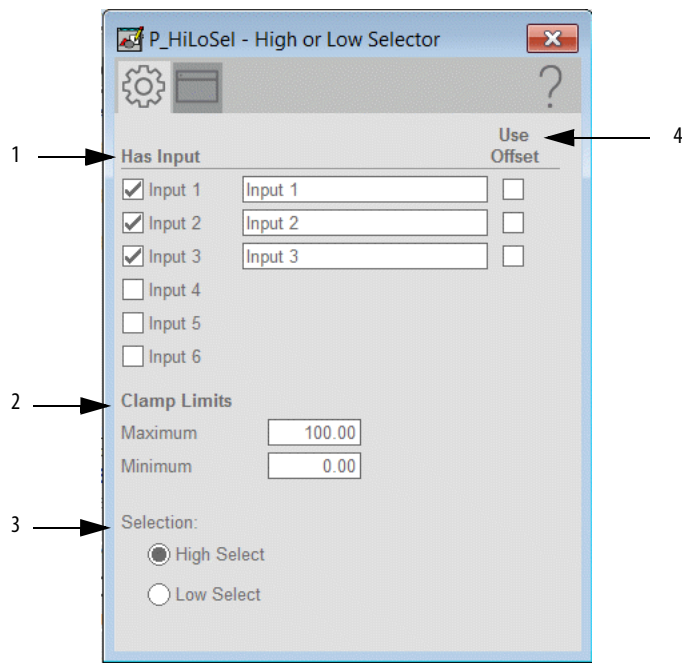 P_HiLoSel - High or Low Selector
Use
Offset
4
1
Has Input
Input 1 Input 1
Input 2 Input 2
Input 3 Input 3
Input 4
Input 5
Input 6
2
Clamp Limits
Maximum 100.00
Minimum 0.00
3
Selection:
High Select
Low Select